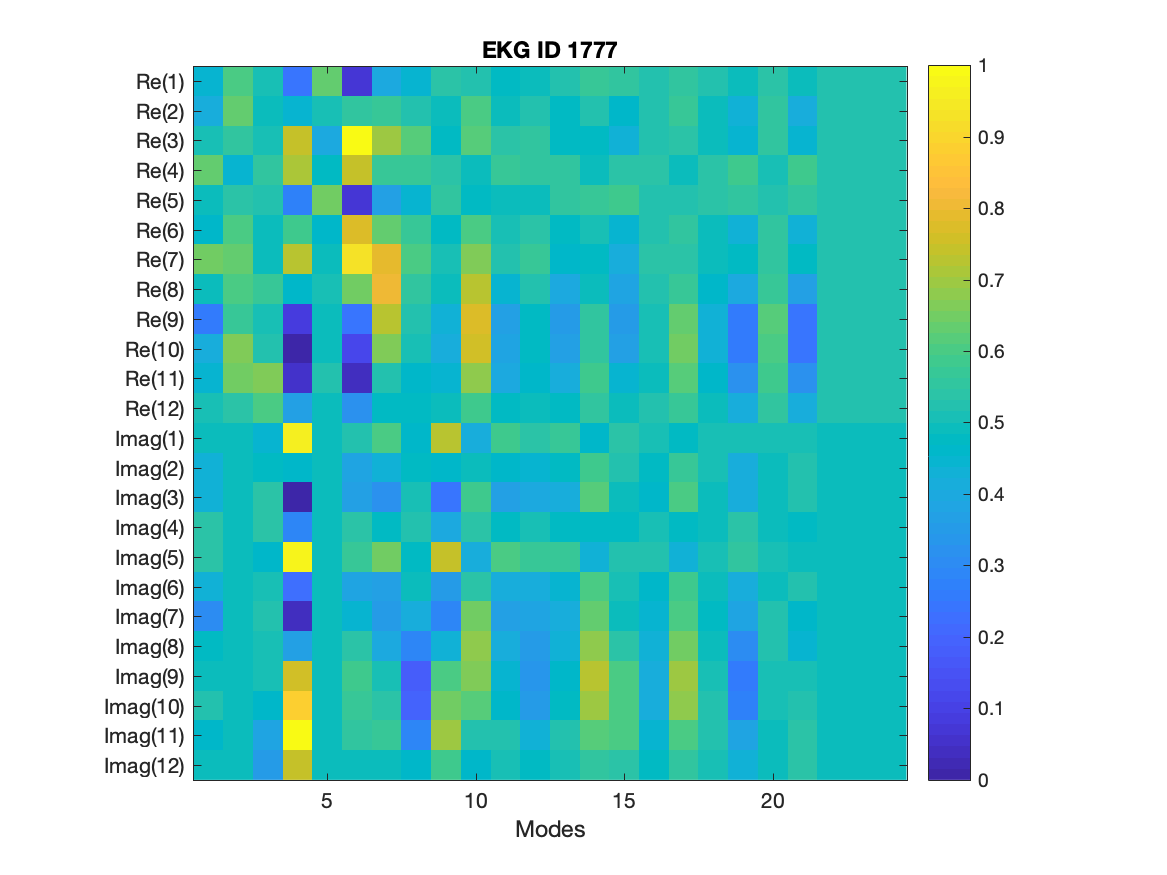 EKG ID 1777
Re(1)
Re(2)
Re(3)
Re(4)
Re(5)
Re(6)
Re(7)
Re(8)
Re(9)
Re(10)
Re(11)
Re(12)
Imag(1)
Imag(2)
Imag(3)
Imag(4)
Imag(5)
Imag(6)
Imag(7)
Imag(8)
Imag(9)
Imag(10)
Imag(11)
Imag(12)
5 10 15 20
Modes
1
0.9
0.8
0.7
0.6
0.5
0.4
0.3
0.2
0.1
0